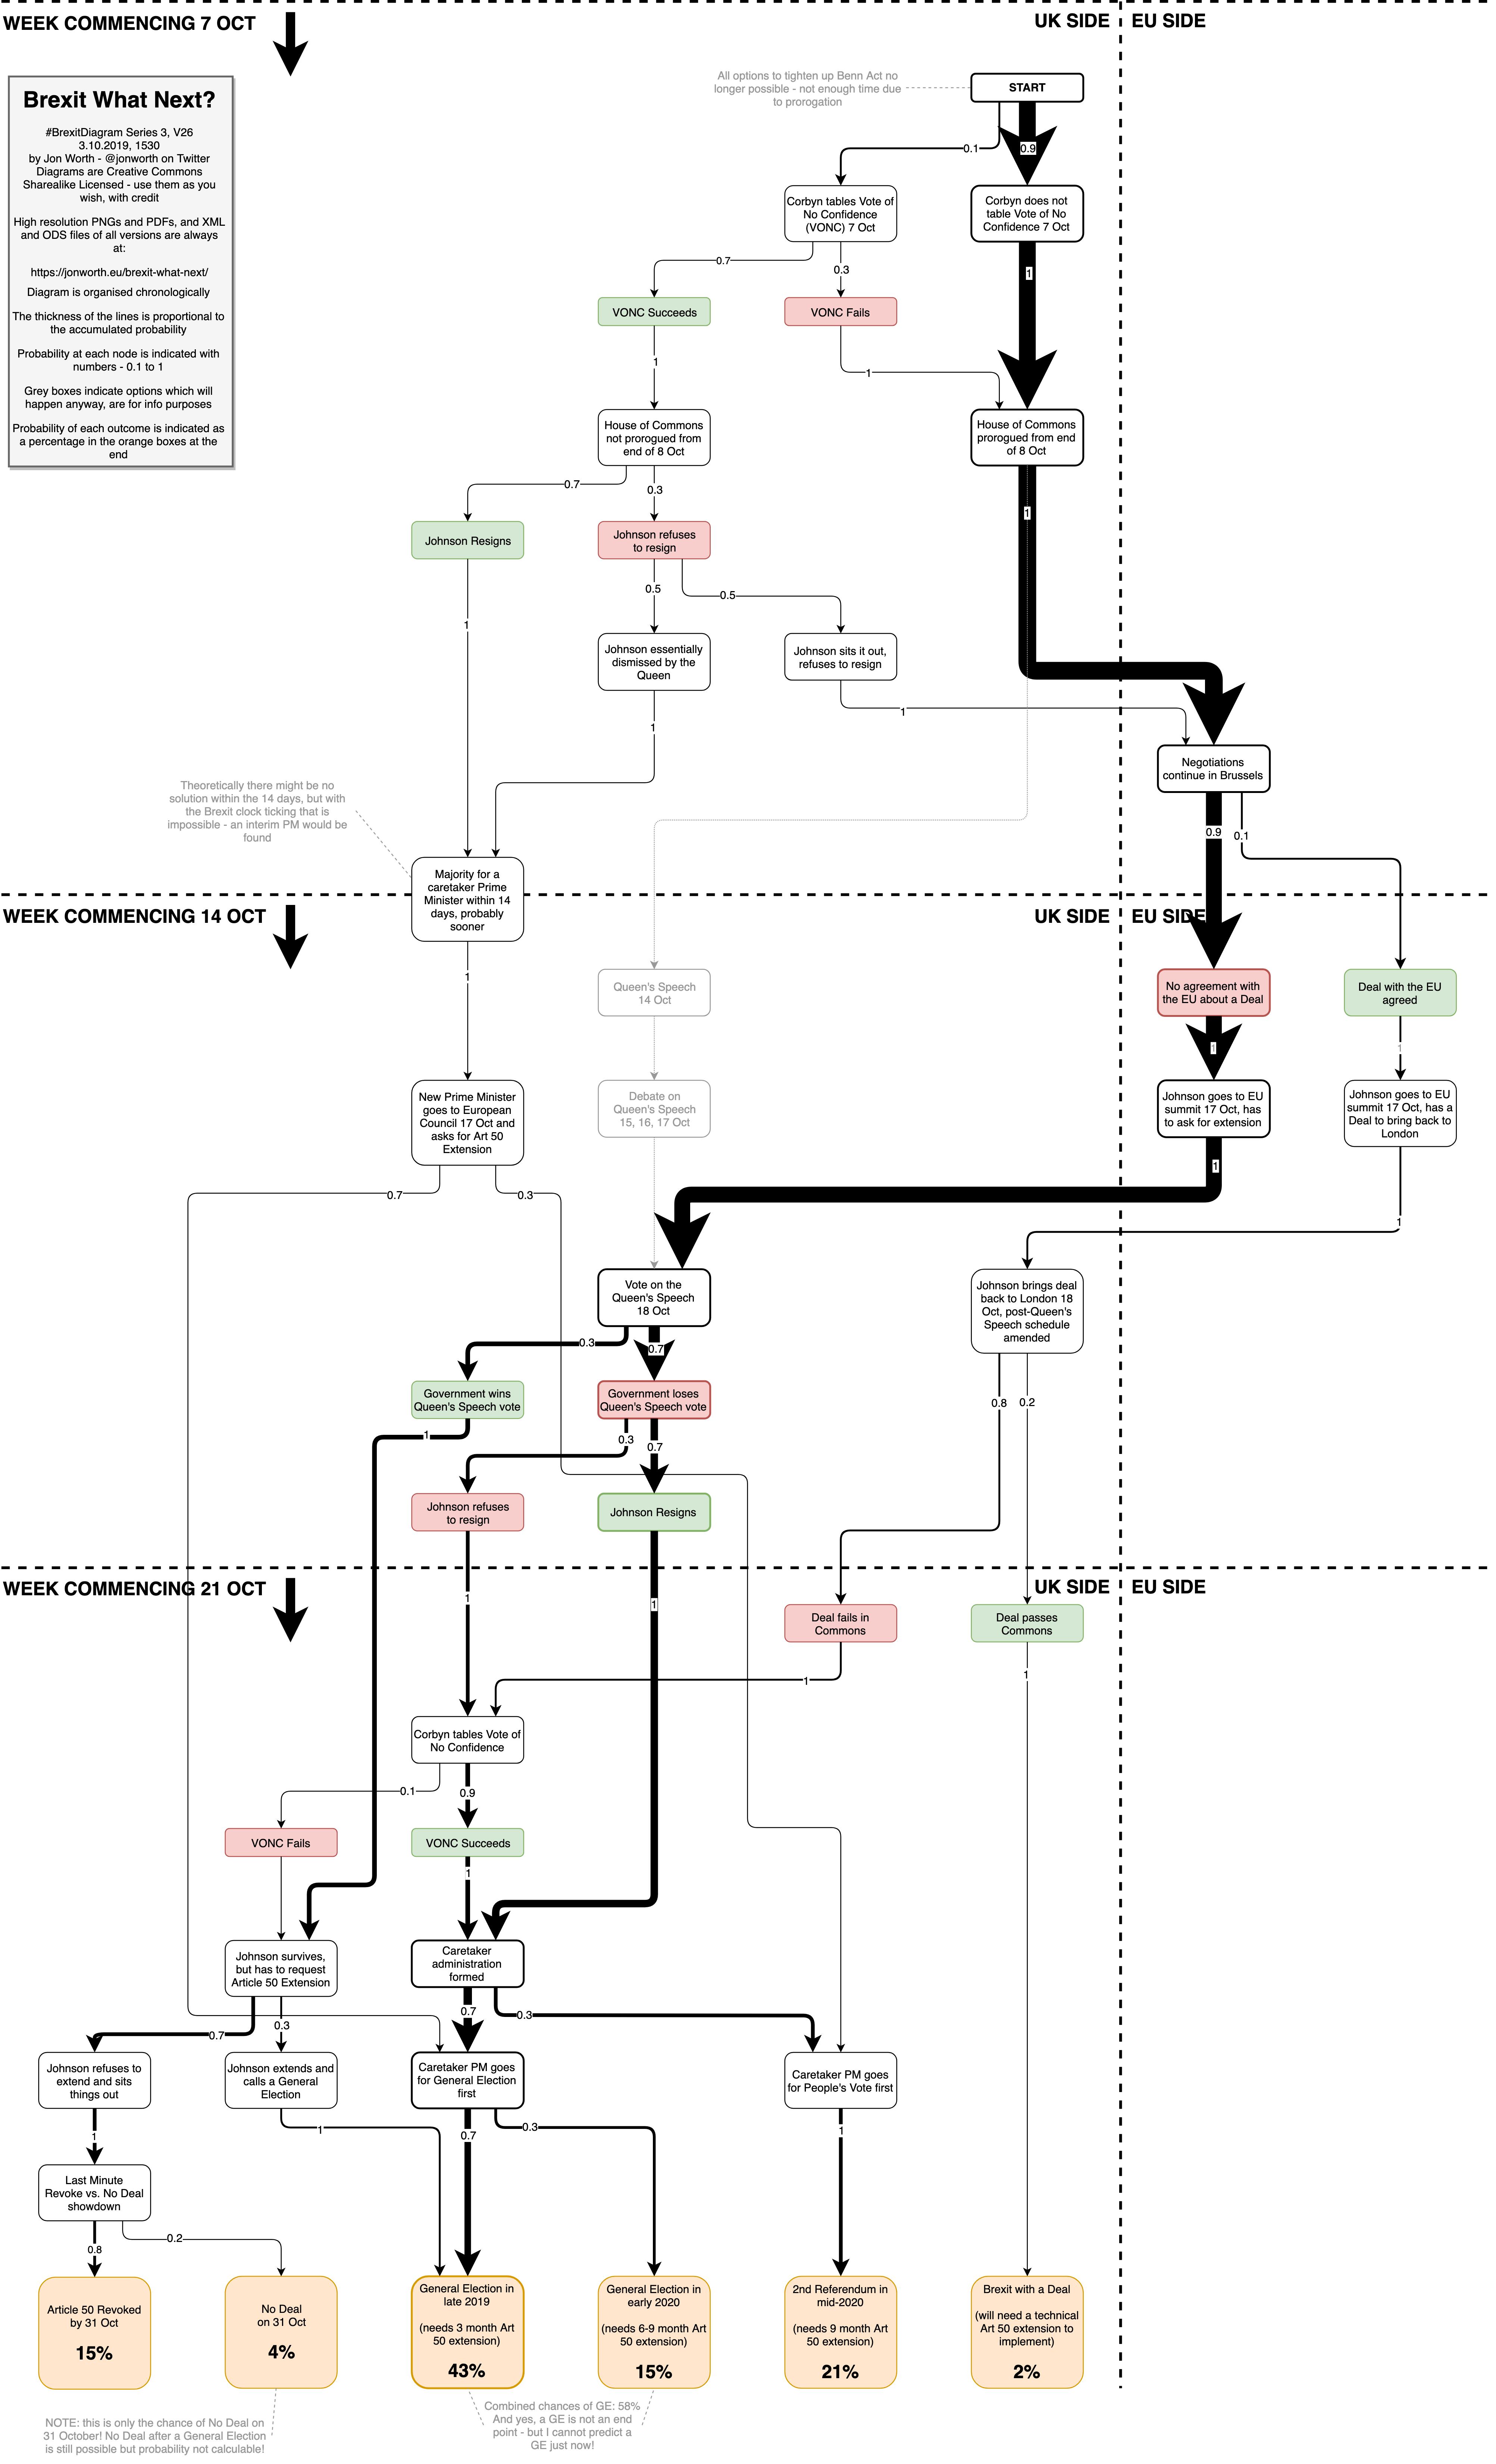 WEEK COMMENCING 7 OCT
UK SIDE
EU SIDE
Brexit What Next?
#BrexitDiagram Series 3, V26
3.10.2019, 1530
by Jon Worth - @jonworth on Twitter
Diagrams are Creative Commons
Sharealike Licensed - use them as you
wish, with credit
High resolution PNGs and PDFs, and XML
and ODS files of all versions are always
at:
https://jonworth.eu/brexit-what-next/
Diagram is organised chronologically
The thickness of the lines is proportional to
the accumulated probability
Probability at each node is indicated with
numbers - 0.1 to 1
Grey boxes indicate options which will
happen anyway, are for info purposes
Probability of each outcome is indicated as
a percentage in the orange boxes at the
end
All options to tighten up Benn Act no
longer possible - not enough time due
to prorogation
START
0.1
0.9
Corbyn tables Vote of
No Confidence
(VONC) 7 Oct
Corbyn does not
table Vote of No
Confidence 7 Oct
0.7
0.3
1
VONC Succeeds
VONC Fails
1
1
House of Commons
not prorogued from
end of 8 Oct
House of Commons
prorogued from end
of 8 Oct
0.7
0.3
1
Johnson Resigns
Johnson refuses
to resign
0.5
0.5
1
Johnson essentially
dismissed by the
Queen
Johnson sits it out,
refuses to resign
1
1
Negotiations
continue in Brussels
Theoretically there might be no
solution within the 14 days, but with
the Brexit clock ticking that is
impossible - an interim PM would be
found
0.9
0.1
Majority for a
caretaker Prime
Minister within 14
days, probably
sooner
WEEK COMMENCING 14 OCT
UK SIDE
EU SIDE
1
Queen's Speech
14 Oct
No agreement with
the EU about a Deal
Deal with the EU
agreed
1
1
New Prime Minister
goes to European
Council 17 Oct and
asks for Art 50
Extension
Debate on
Queen's Speech
15, 16, 17 Oct
Johnson goes to EU
summit 17 Oct, has
to ask for extension
Johnson goes to EU
summit 17 Oct, has a
Deal to bring back to
London
0.7
0.3
1
1
Vote on the
Queen's Speech
18 Oct
Johnson brings deal
back to London 18
Oct, post-Queen's
Speech schedule
amended
0.3
0.7
Government wins
Queen's Speech vote
Government loses
Queen's Speech vote
0.8
0.2
1
0.3
0.7
Johnson refuses
to resign
Johnson Resigns
WEEK COMMENCING 21 OCT
UK SIDE
EU SIDE
1
1
Deal fails in
Commons
Deal passes
Commons
1
1
Corbyn tables Vote of
No Confidence
0.1
0.9
VONC Fails
VONC Succeeds
1
Johnson survives,
but has to request
Article 50 Extension
Caretaker
administration
formed
0.7
0.3
0.7
0.3
Johnson refuses to
extend and sits
things out
Johnson extends and
calls a General
Election
Caretaker PM goes
for General Election
first
Caretaker PM goes
for People's Vote first
1
1
0.7
0.3
1
Last Minute
Revoke vs. No Deal
showdown
0.8
0.2
Article 50 Revoked
by 31 Oct
15%
No Deal
on 31 Oct
4%
General Election in
late 2019
(needs 3 month Art
50 extension)
43%
General Election in
early 2020
(needs 6-9 month Art
50 extension)
15%
2nd Referendum in
mid-2020
(needs 9 month Art
50 extension)
21%
Brexit with a Deal
(will need a technical
Art 50 extension to
implement)
2%
NOTE: this is only the chance of No Deal on
31 October! No Deal after a General Election
is still possible but probability not calculable!
Combined chances of GE: 58%
And yes, a GE is not an end
point - but I cannot predict a
GE just now!